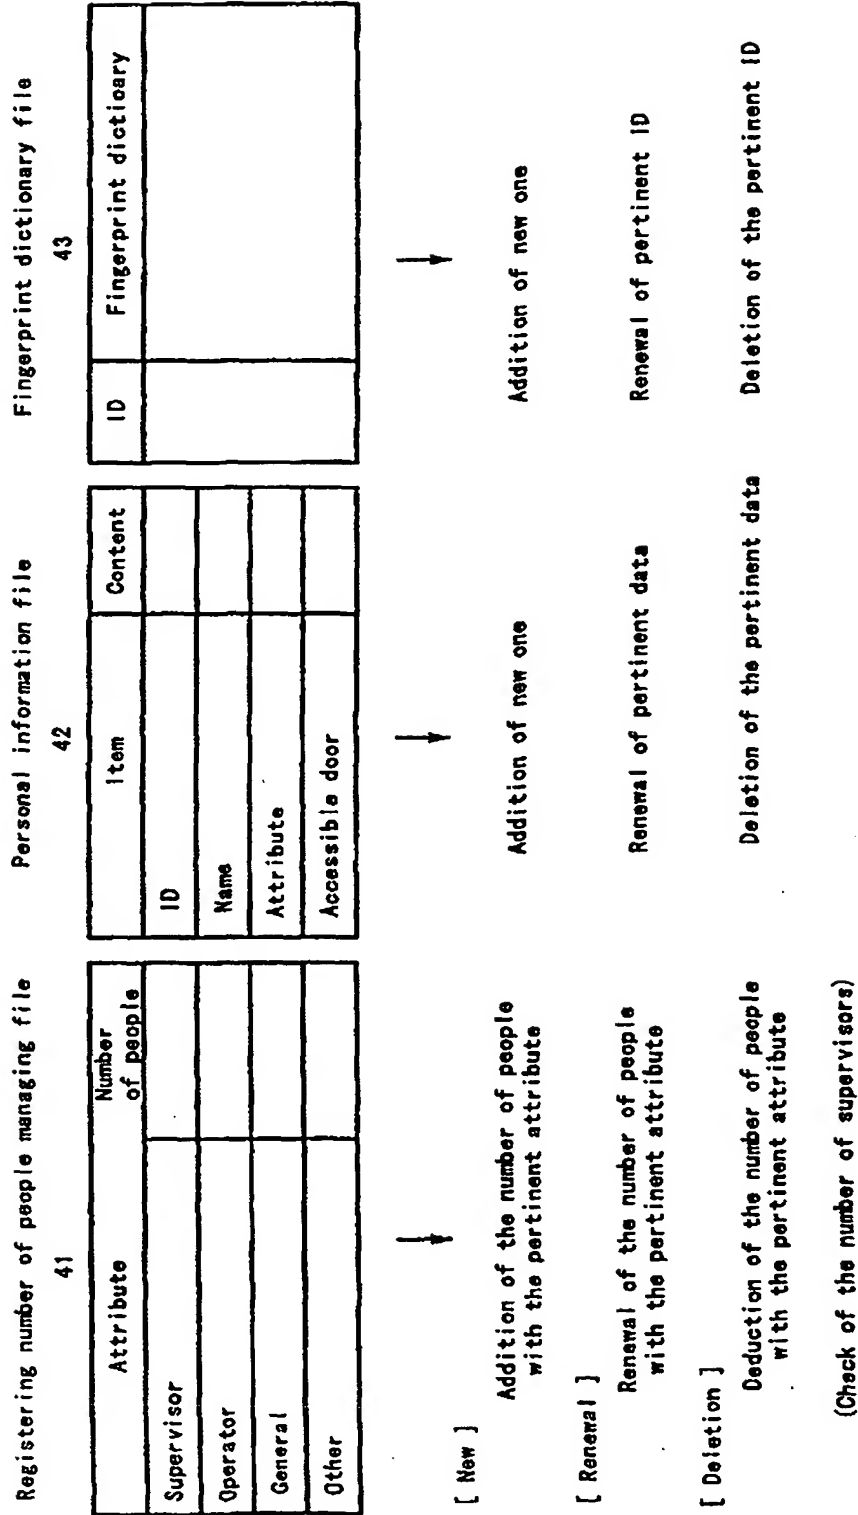 Registering number of people managing file
41
Attribute
Number
of people
Supervisor
Operator
General
Other
Personal information file
42
Item
Content
ID
Name
Attribute
Accessible door
Fingerprint dictionary file
43
ID
Fingerprint dicticary
[ New ]
Addition of the number of people
with the pertinent attribute
Addition of new one
Addition of new one
[ Renewal ]
Renewal of the number of people
with the pertinent attribute
Renewal of pertinent data
Renewal of pertinent ID
[ Deletion ]
Deduction of the number of people
with the pertinent attribute
Deletion of the pertinent data
Deletion of the pertinent ID
(Check of the number of supervisors)